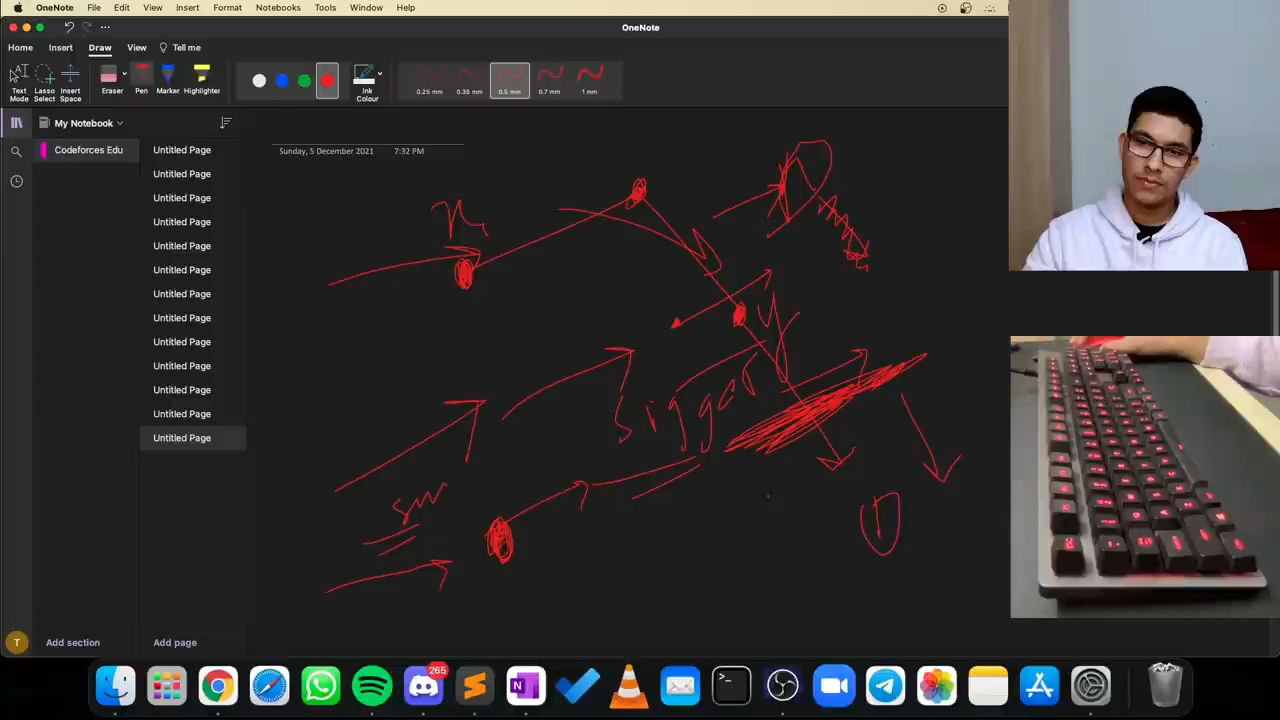 OneNote File Edit View Insert Format Notebooks Tools Window Help
OneNote
Home Insert Draw View Tell me
Text Mode
Lasso Select
Insert Space
Eraser
Pen
Marker
Highlighter
Ink Colour
0.25 mm
0.35 mm
0.5 mm
0.7 mm
1 mm
My Notebook
Codeforces Edu
Untitled Page
Untitled Page
Untitled Page
Untitled Page
Untitled Page
Untitled Page
Untitled Page
Untitled Page
Untitled Page
Untitled Page
Untitled Page
Untitled Page
Untitled Page
Sunday, 5 December 2021 7:32 PM
y
bigger
T
Add section
Add page
265